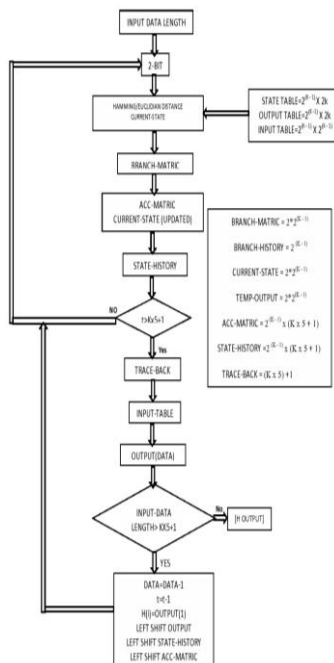 INPUT DATA LENGTH
2-BIT
HAMMING/EUCLIDIAN DISTANCE
CURRENT-STATE
STATE TABLE=2^(K-1) X 2k
OUTPUT TABLE=2^(K-1) X 2k
INPUT TABLE=2^(K-1) X 2^(K-1)
BRANCH-MATRIC
ACC-MATRIC
CURRENT-STATE (UPDATED)
STATE-HISTORY
NO
t>Kx5+1
Yes
TRACE-BACK
INPUT-TABLE
OUTPUT(DATA)
INPUT-DATA
LENGTH> KX5+1
No
[H OUTPUT]
YES
DATA=DATA-1
t=t-1
H(i)=OUTPUT(1)
LEFT SHIFT OUTPUT
LEFT SHIFT STATE-HISTORY
LEFT SHIFT ACC-MATRIC
BRANCH-MATRIC = 2*2^(K-1)
BRANCH-HISTORY = 2^(K-1)
CURRENT-STATE = 2*2^(K-1)
TEMP-OUTPUT = 2*2^(K-1)
ACC-MATRIC = 2^(K-1) x (K x 5 + 1)
STATE-HISTORY =2^(K-1) x (K x 5 + 1)
TRACE-BACK = (K x 5) + 1